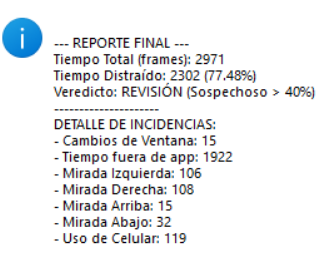 --- REPORTE FINAL ---
Tiempo Total (frames): 2971
Tiempo Distraído: 2302 (77.48%)
Veredicto: REVISIÓN (Sospechoso > 40%)
---------------------
DETALLE DE INCIDENCIAS:
- Cambios de Ventana: 15
- Tiempo fuera de app: 1922
- Mirada Izquierda: 106
- Mirada Derecha: 108
- Mirada Arriba: 15
- Mirada Abajo: 32
- Uso de Celular: 119